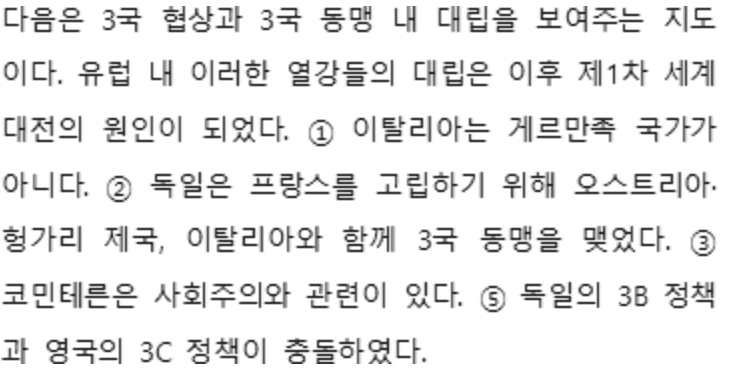 다음은 3국 협상과 3국 동맹 내 대립을 보여주는 지도
이다. 유럽 내 이러한 열강들의 대립은 이후 제1차 세계
대전의 원인이 되었다. ① 이탈리아는 게르만족 국가가
아니다. ② 독일은 프랑스를 고립하기 위해 오스트리아·
헝가리 제국, 이탈리아와 함께 3국 동맹을 맺었다. ③
코민테른은 사회주의와 관련이 있다. ⑤ 독일의 3B 정책
과 영국의 3C 정책이 충돌하였다.